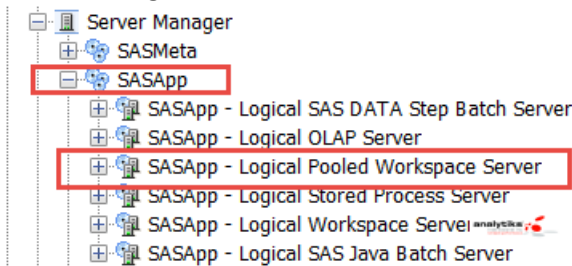 Server Manager
SASMeta
SASApp
SASApp - Logical SAS DATA Step Batch Server
SASApp - Logical OLAP Server
SASApp - Logical Pooled Workspace Server
SASApp - Logical Stored Process Server
SASApp - Logical Workspace Server analytika
SASApp - Logical SAS Java Batch Server